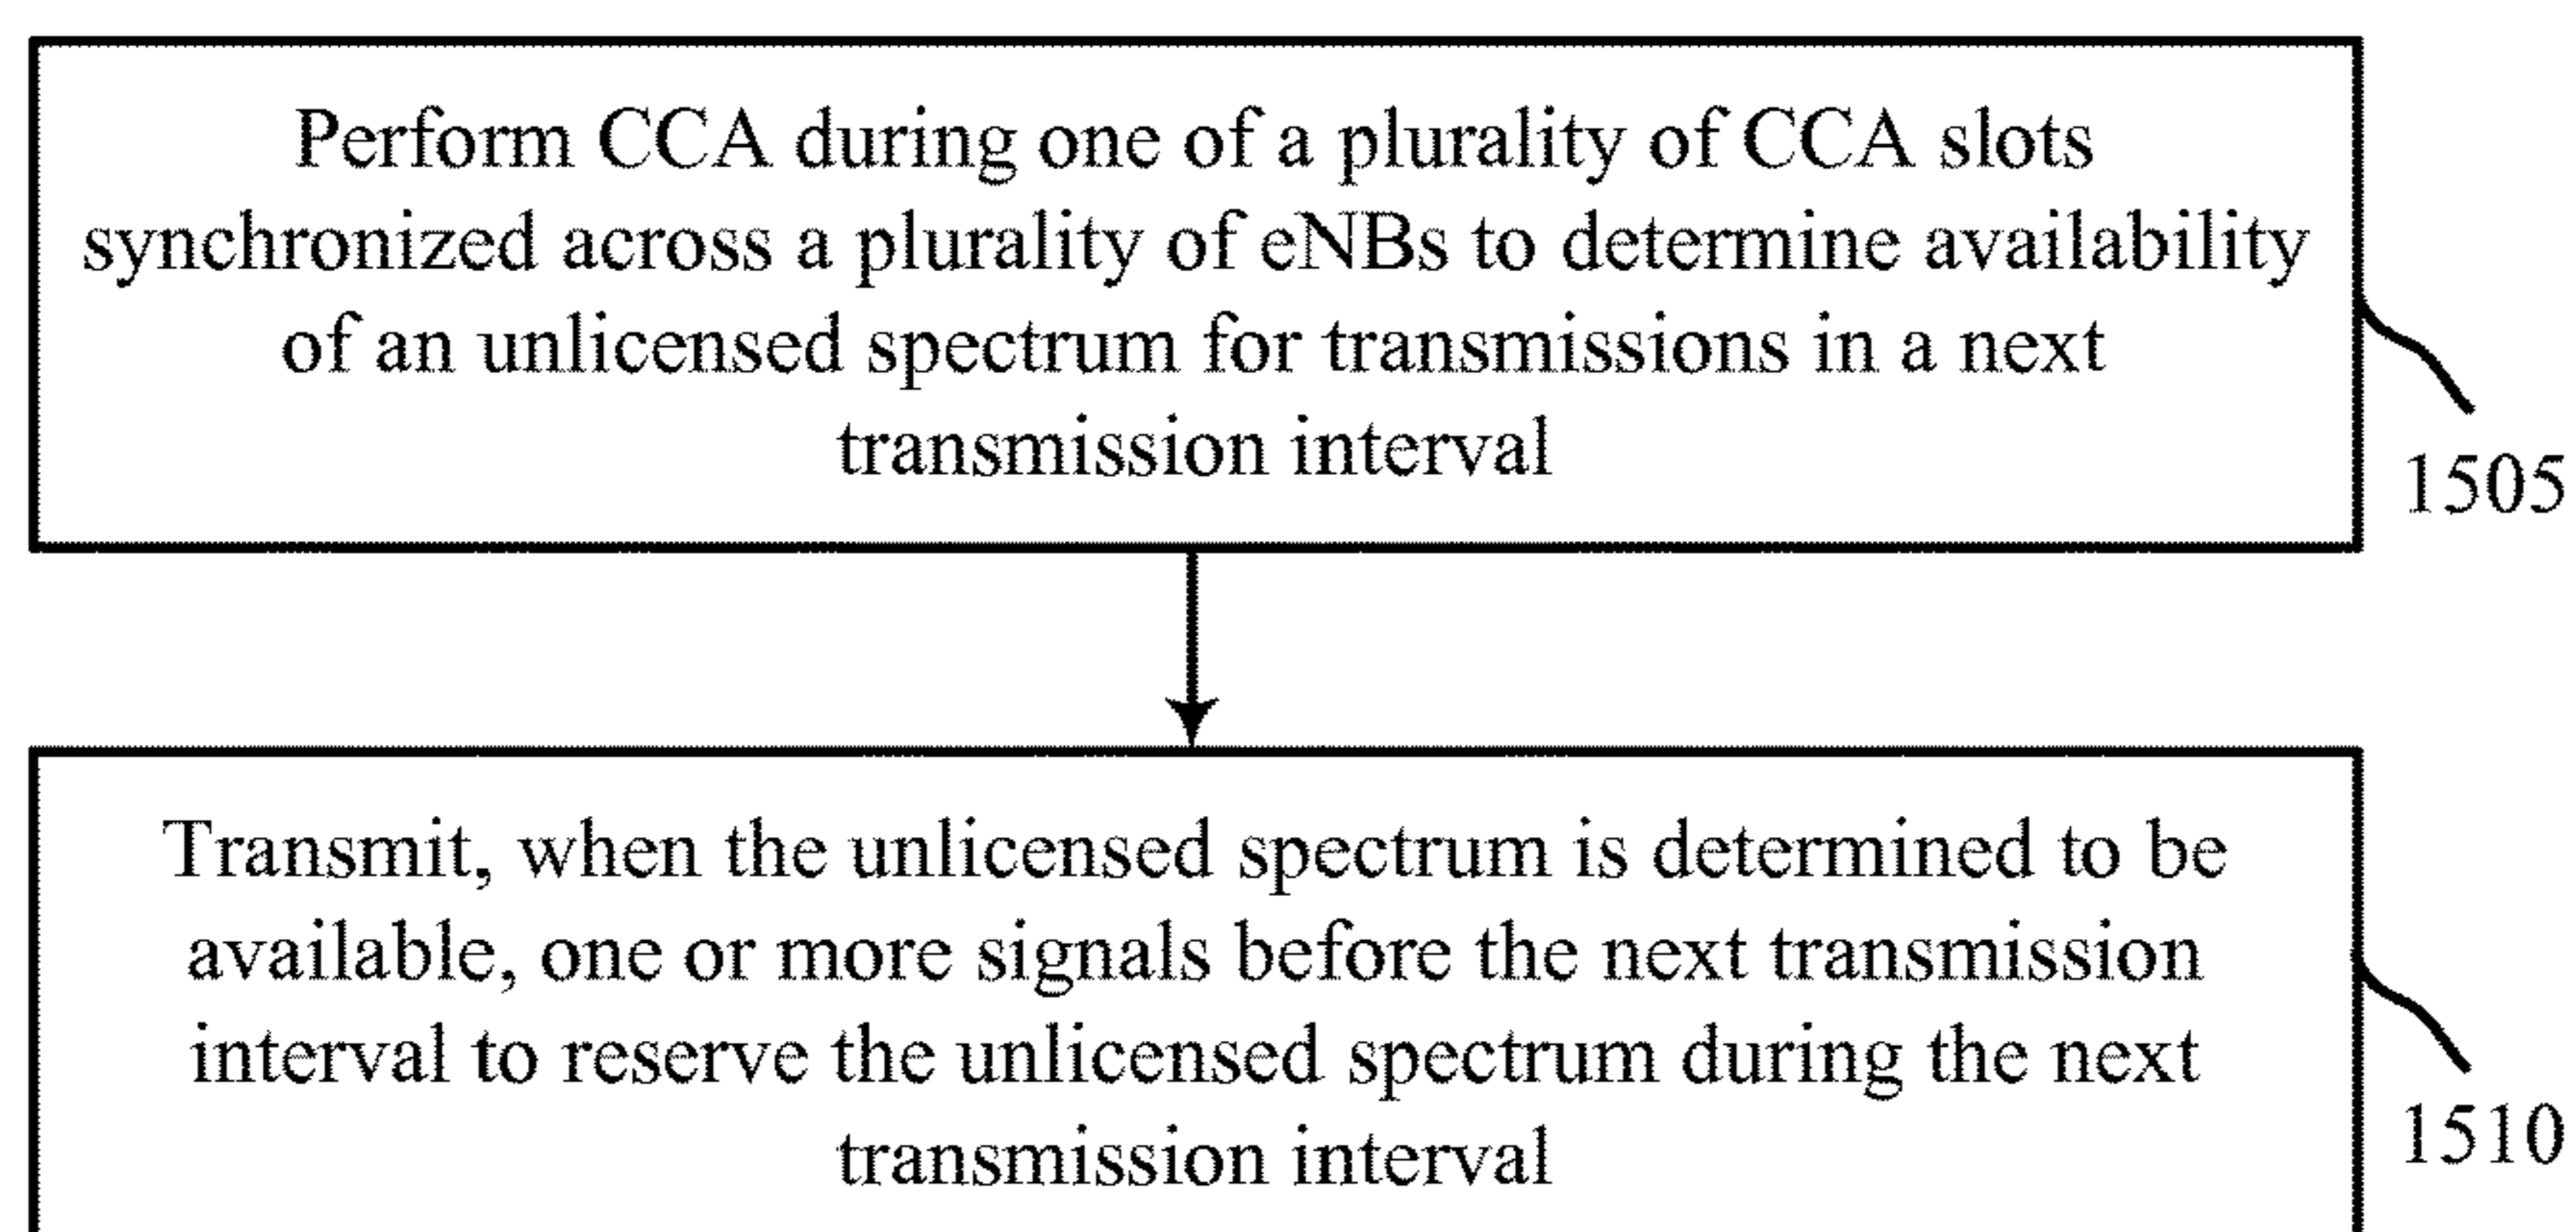 Perform CCA during one of a plurality of CCA slots
synchronized across a plurality of eNBs to determine availability
of an unlicensed spectrum for transmissions in a next
transmission interval
1505
Transmit, when the unlicensed spectrum is determined to be
available, one or more signals before the next transmission
interval to reserve the unlicensed spectrum during the next
transmission interval
1510